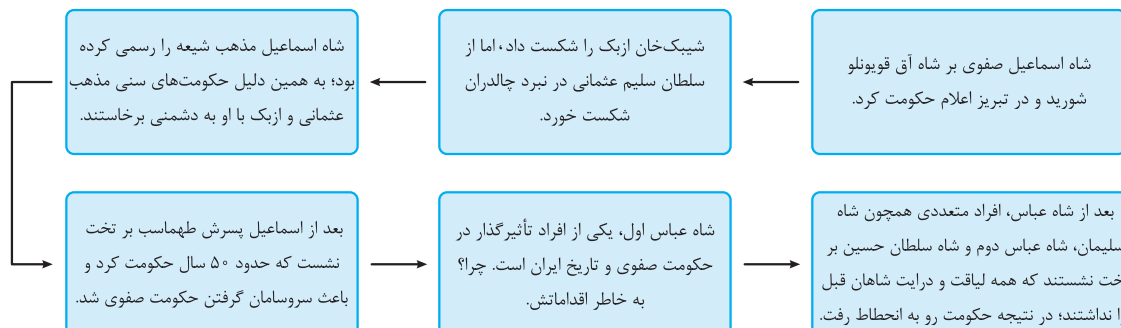 شاه اسماعیل صفوی بر شاه آق قویونلو
شورید و در تبریز اعلام حکومت کرد.
شیبک‌خان ازبک را شکست داد، اما از
سلطان سلیم عثمانی در نبرد چالدران
شکست خورد.
شاه اسماعیل مذهب شیعه را رسمی کرده
بود؛ به همین دلیل حکومت‌های سنی مذهب
عثمانی و ازبک با او به دشمنی برخاستند.
بعد از اسماعیل پسرش طهماسب بر تخت
نشست که حدود ۵۰ سال حکومت کرد و
باعث سروسامان گرفتن حکومت صفوی شد.
شاه عباس اول، یکی از افراد تأثیرگذار در
حکومت صفوی و تاریخ ایران است. چرا؟
به خاطر اقداماتش.
بعد از شاه عباس، افراد متعددی همچون شاه
سلیمان، شاه عباس دوم و شاه سلطان حسین بر
نشستند که همه لیاقت و درایت شاهان قبل
نداشتند؛ در نتیجه حکومت رو به انحطاط رفت.